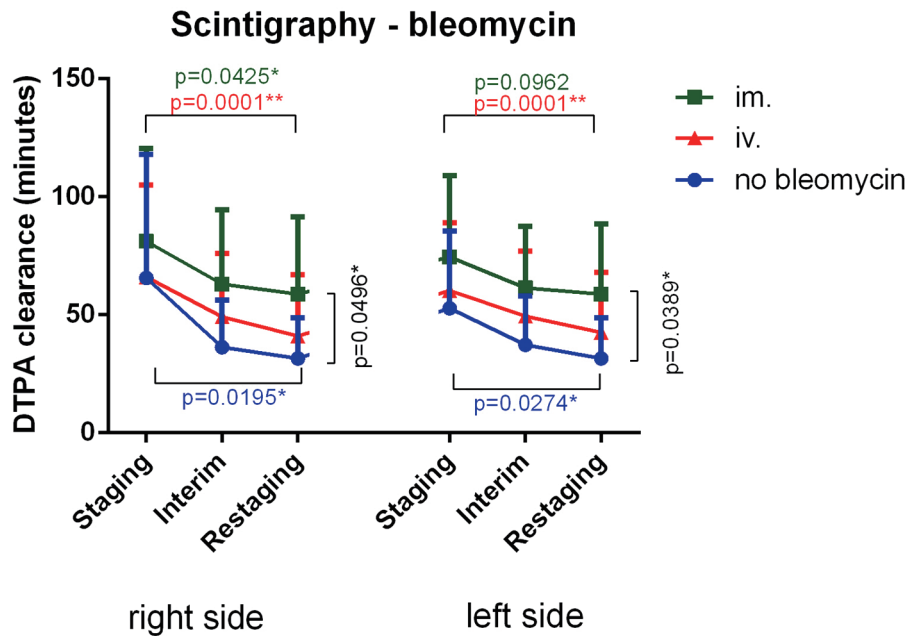 Scintigraphy - bleomycin
DTPA clearance (minutes)
150
100
50
0
p=0.0425*
p=0.0001**
p=0.0496*
p=0.0195*
p=0.0962
p=0.0001**
p=0.0389*
p=0.0274*
im.
iv.
no bleomycin
Staging
Interim
Restaging
Staging
Interim
Restaging
right side
left side